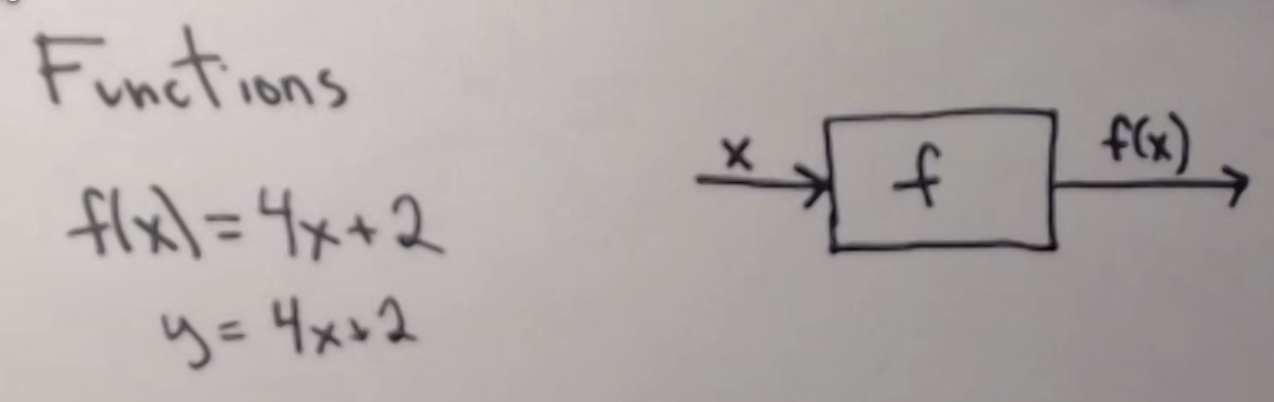 Functions
f(x) = 4x + 2
y = 4x + 2
x
f
f(x)